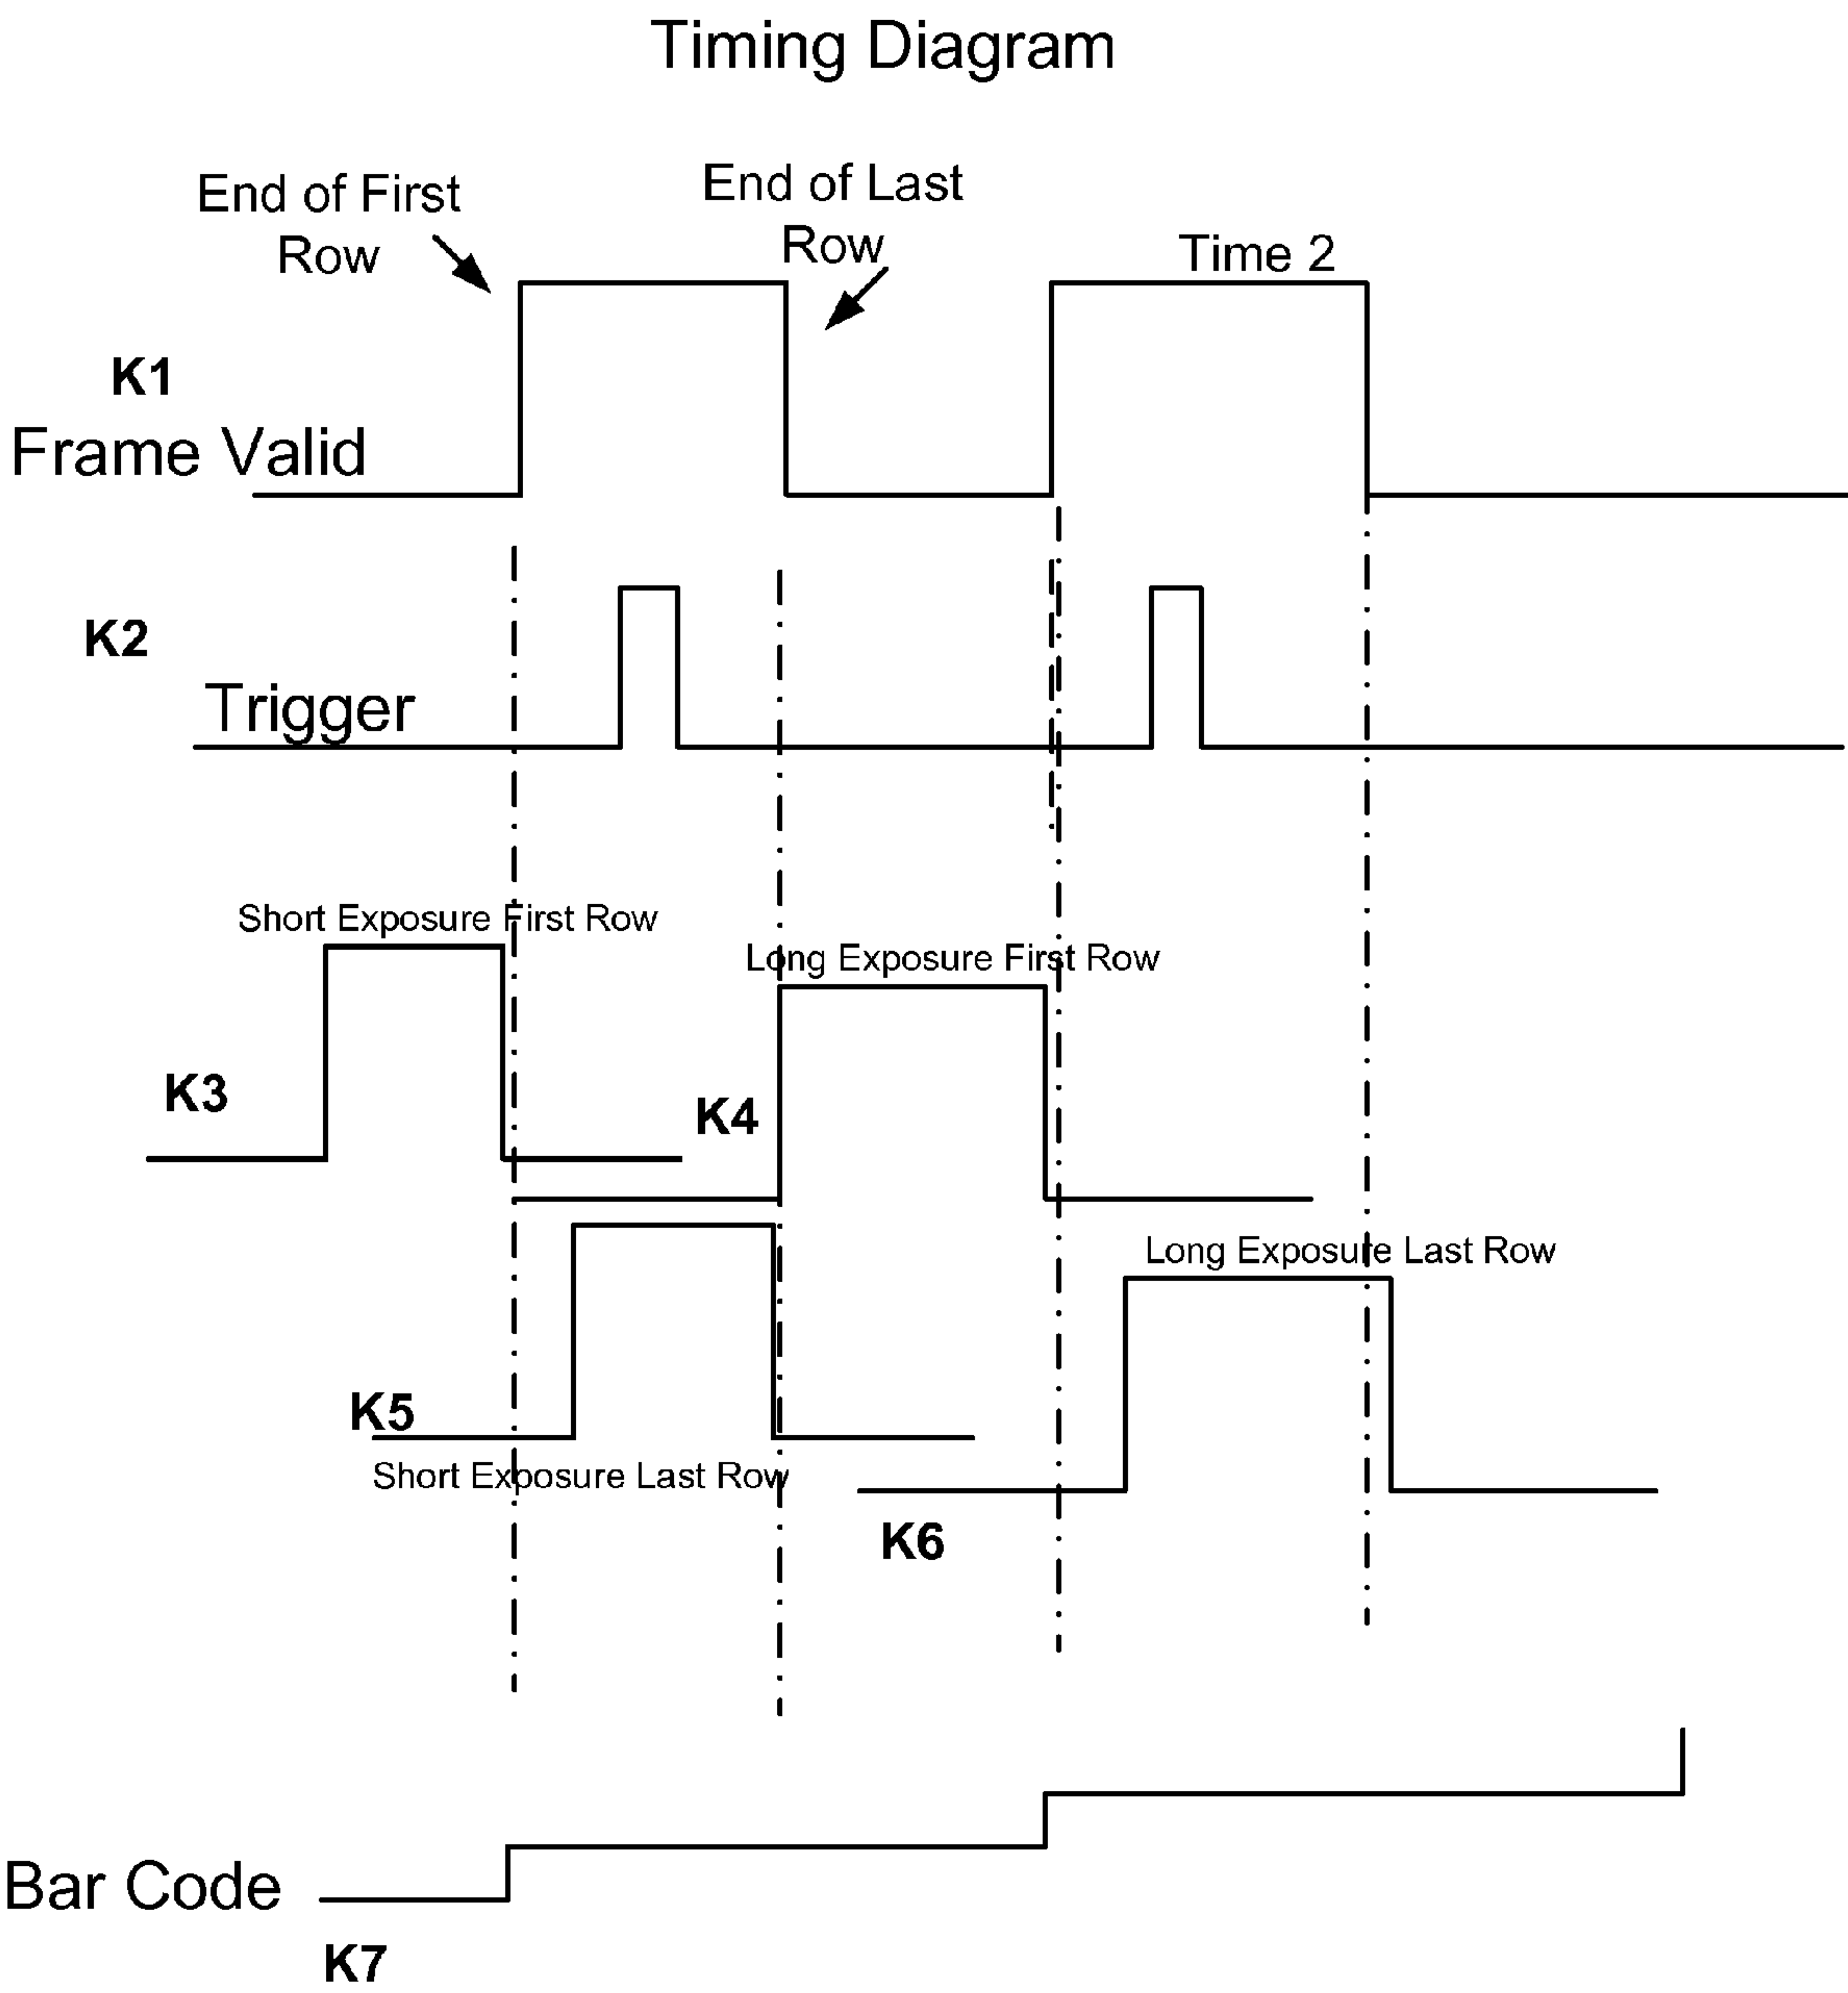 Timing Diagram
End of First
Row
End of Last
Row
Time 2
K1
Frame Valid
K2
Trigger
Short Exposure First Row
Long Exposure First Row
K3
K4
Long Exposure Last Row
K5
Short Exposure Last Row
K6
Bar Code
K7